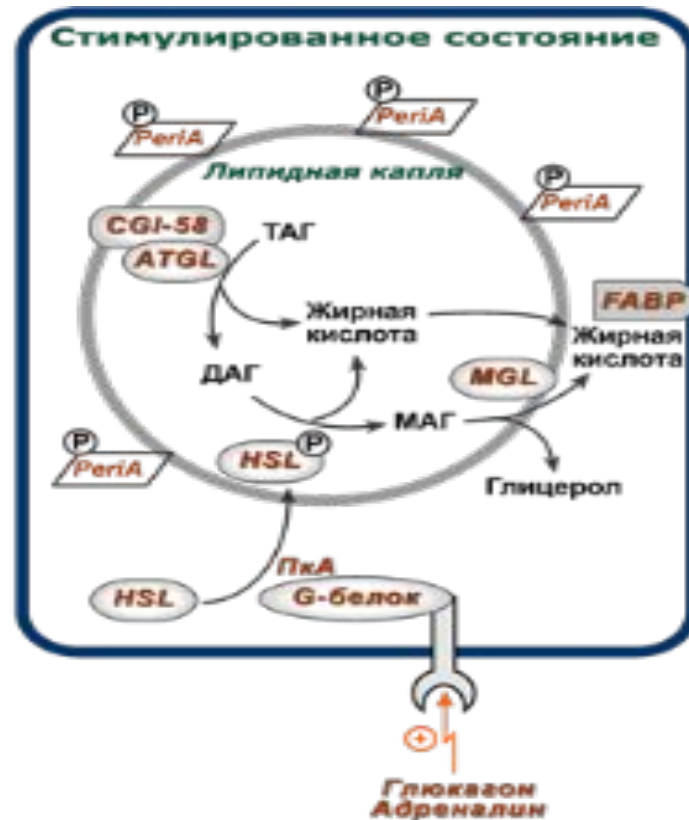 Стимулированное состояние
P
PeriA
P
PeriA
P
PeriA
Липидная капля
CGI-58
ATGL
ТАГ
Жирная
кислота
FABP
Жирная
кислота
ДАГ
MGL
МАГ
P
HSL
P
PeriA
Глицерол
ПкА
HSL
G-белок
+
Глюкагон
Адреналин